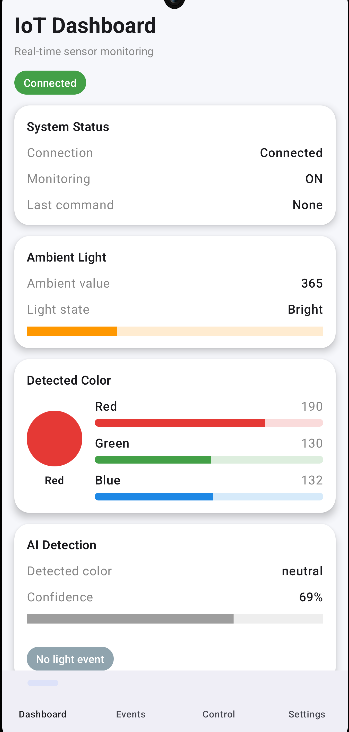 IoT Dashboard
Real-time sensor monitoring
Connected
System Status
Connection Connected
Monitoring ON
Last command None
Ambient Light
Ambient value 365
Light state Bright
Detected Color
Red 190
Green 130
Blue 132
Red
AI Detection
Detected color neutral
Confidence 69%
No light event
Dashboard Events Control Settings